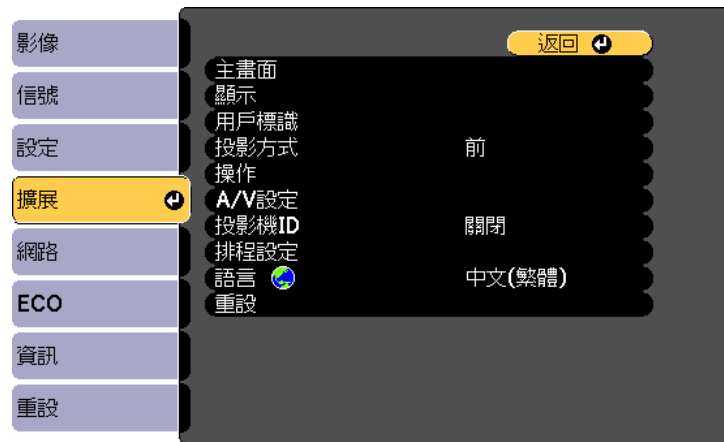 影像
信號
設定
擴展
網路
ECO
資訊
重設
返回
主畫面
顯示
用戶標識
投影方式 前
操作
A/V設定
投影機ID 關閉
排程設定
語言 中文(繁體)
重設